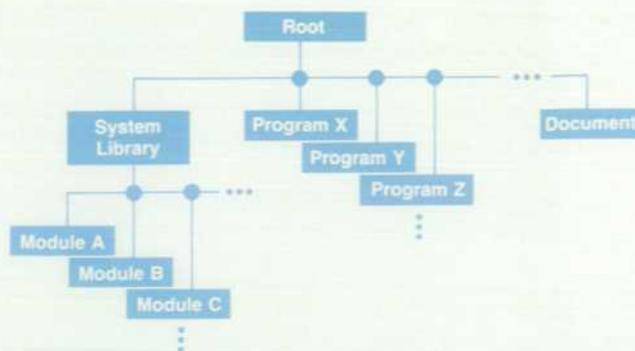 Root
System
Library
Program X
Program Y
Program Z
Document
Module A
Module B
Module C